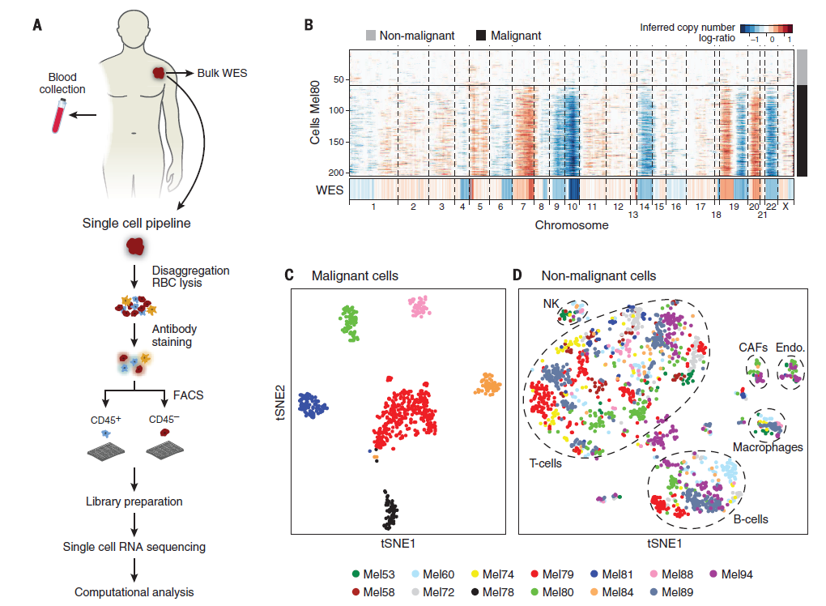 A
Blood
collection
Bulk WES
Single cell pipeline
Disaggregation
RBC lysis
Antibody
staining
FACS
CD45+ CD45−
Library preparation
Single cell RNA sequencing
Computational analysis
B
Non-malignant Malignant
Inferred copy number
log-ratio −1 0 1
Cells Mel80
50
100
150
200
WES
1 2 3 4 5 6 7 8 9 10 11 12 13 14 15 16 17 18 19 20 21 22 X
Chromosome
C Malignant cells
tSNE2
tSNE1
D Non-malignant cells
NK
CAFs Endo.
Macrophages
T-cells
B-cells
tSNE1
Mel53 Mel60 Mel74 Mel79 Mel81 Mel88 Mel94
Mel58 Mel72 Mel78 Mel80 Mel84 Mel89